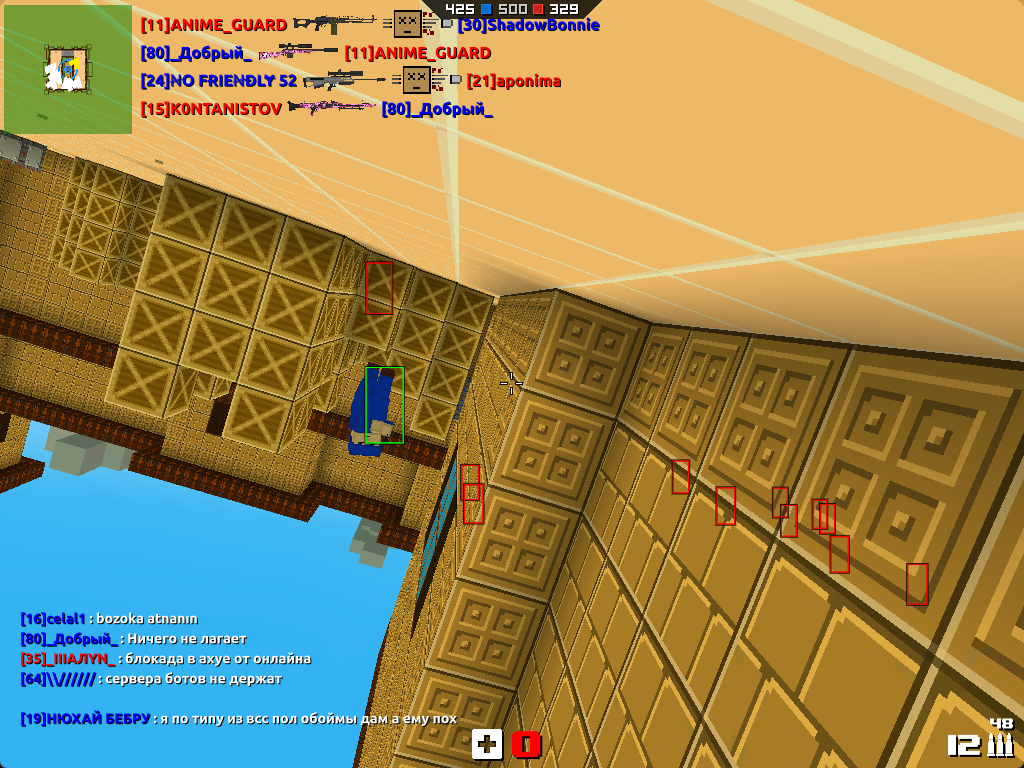 425 500 329
[11]ANIME_GUARD [30]ShadowBonnie
[80]_Добрый_ [11]ANIME_GUARD
[24]NO FRIENDLY 52 [21]aponima
[15]K0NTANISTOV [80]_Добрый_
[16]celal1 : bozoka atnanın
[80]_Добрый_ : Ничего не лагает
[35]_IIIАЛYN_ : блокада в ахуе от онлайна
[64]\\////// : сервера ботов не держат
[19]НЮХАЙ БЕБРУ : я по типу из всс пол обоймы дам а ему пох
0
48
12